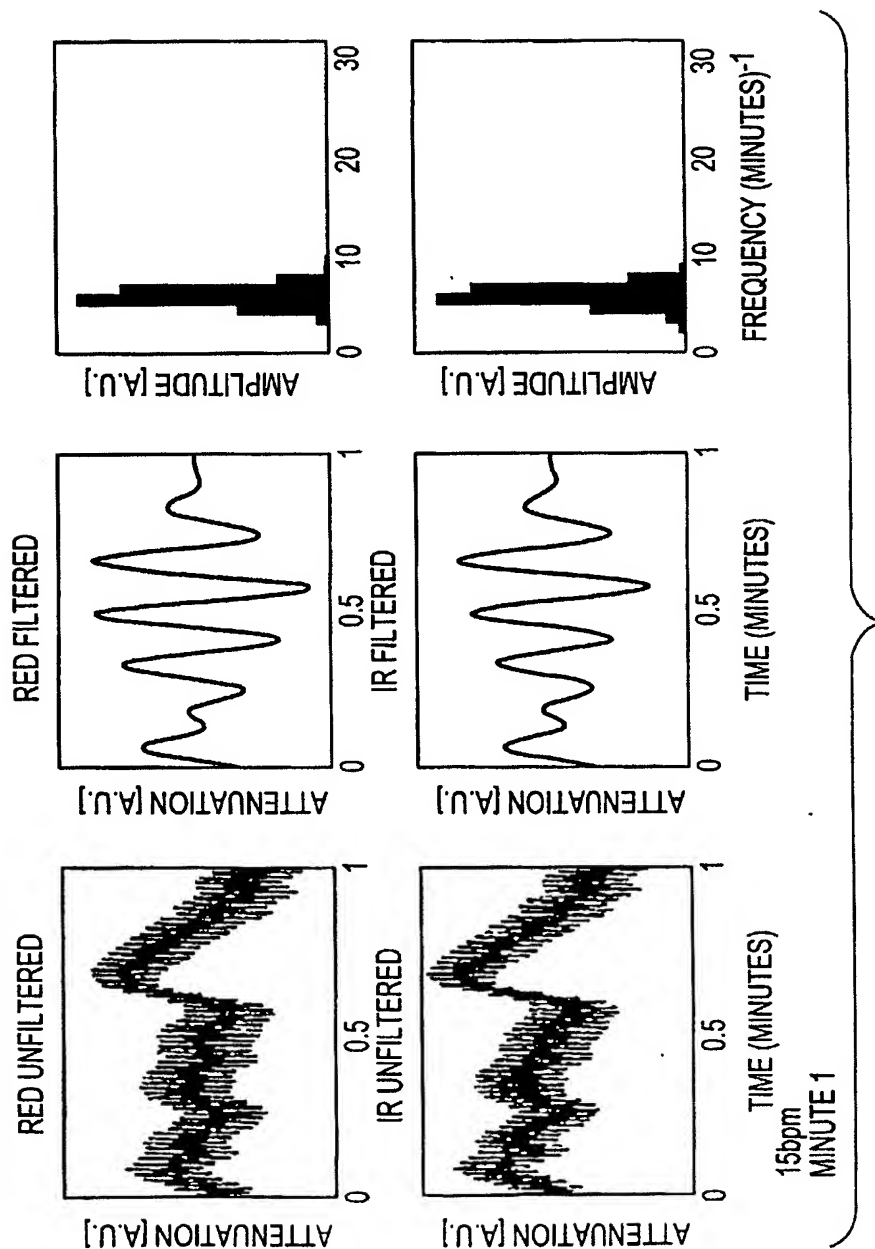 RED UNFILTERED
ATTENUATION [A.U.]
0 0.5 1
RED FILTERED
ATTENUATION [A.U.]
0 0.5 1
AMPLITUDE [A.U.]
0 10 20 30
IR UNFILTERED
ATTENUATION [A.U.]
0 0.5 1
TIME (MINUTES)
IR FILTERED
ATTENUATION [A.U.]
0 0.5 1
TIME (MINUTES)
AMPLITUDE [A.U.]
0 10 20 30
FREQUENCY (MINUTES)-1
15bpm
MINUTE 1